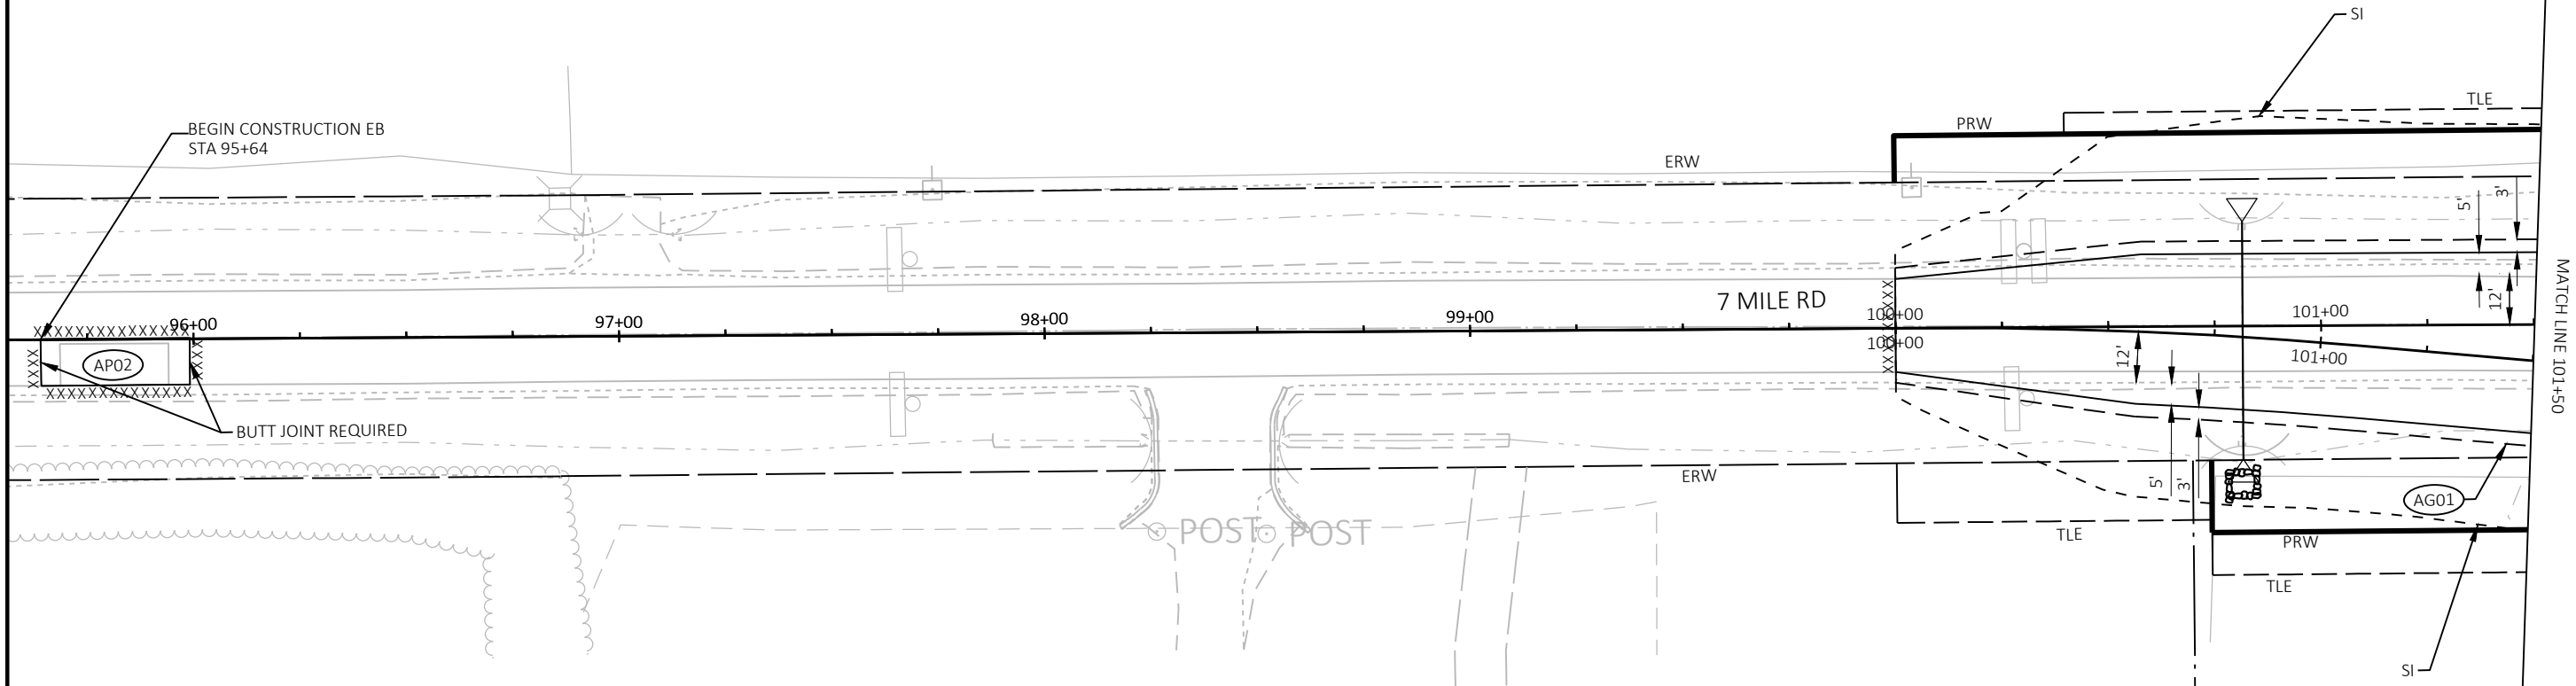 SI
TLE
PRW
BEGIN CONSTRUCTION EB
STA 95+64
ERW
3'
5'
7 MILE RD
12'
96+00
97+00
98+00
99+00
100+00
101+00
100+00
101+00
12'
AP02
XXX
XXXXXXXXXXXXXX
BUTT JOINT REQUIRED
MATCH LINE 101+50
ERW
5'
3'
AG01
POST
POST
TLE
PRW
TLE
SI